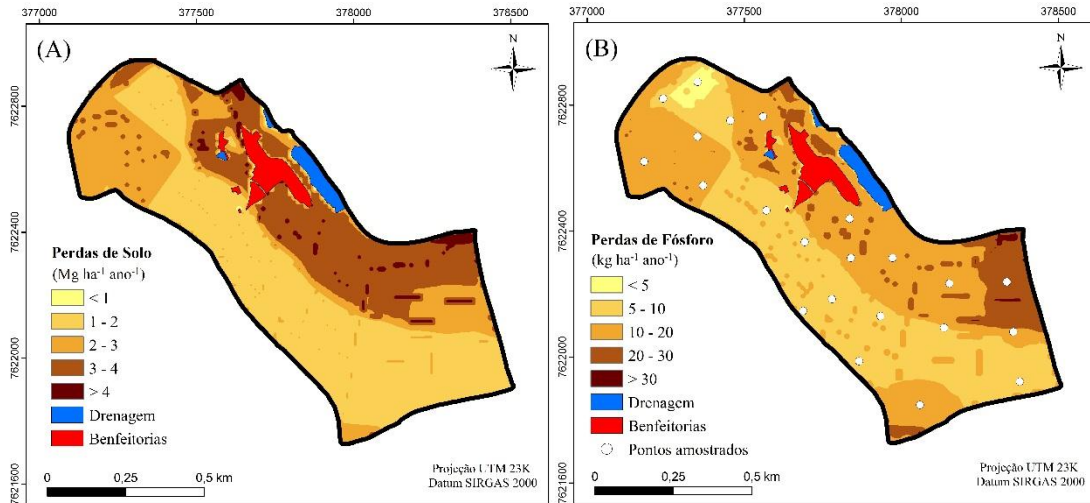 377000
377500
378000
378500
(A)
N
7622800
7622400
7622000
7621600
Perdas de Solo
(Mg ha⁻¹ ano⁻¹)
< 1
1 - 2
2 - 3
3 - 4
> 4
Drenagem
Benfeitorias
0
0,25
0,5 km
Projeção UTM 23K
Datum SIRGAS 2000
377000
377500
378000
378500
(B)
N
7622800
7622400
7622000
7621600
Perdas de Fósforo
(kg ha⁻¹ ano⁻¹)
< 5
5 - 10
10 - 20
20 - 30
> 30
Drenagem
Benfeitorias
Pontos amostrados
0
0,25
0,5 km
Projeção UTM 23K
Datum SIRGAS 2000